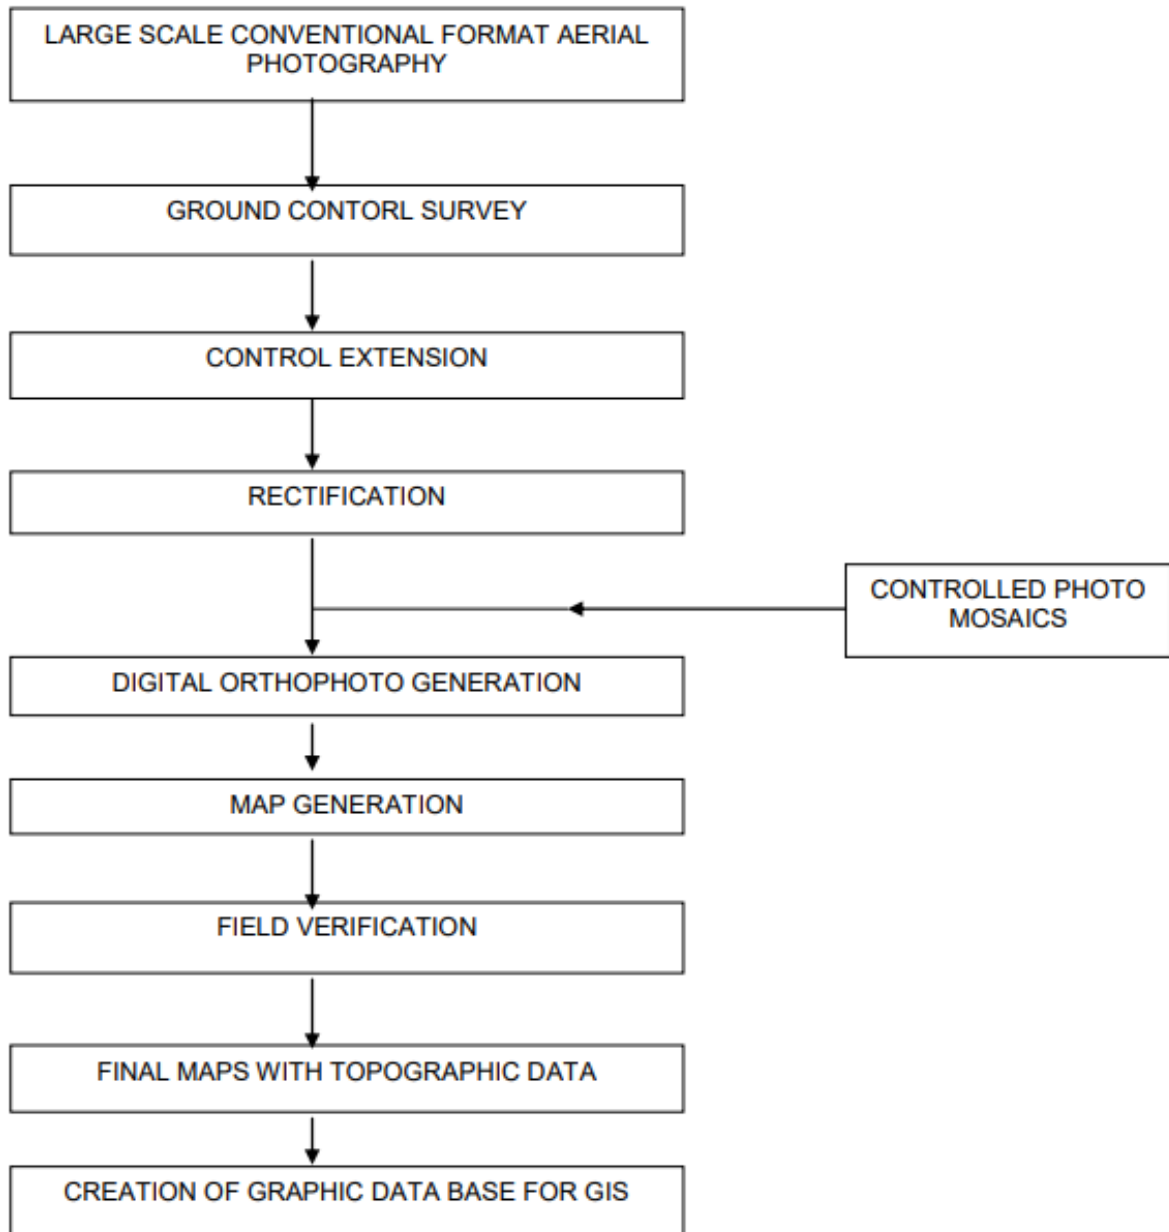 LARGE SCALE CONVENTIONAL FORMAT AERIAL
PHOTOGRAPHY
GROUND CONTORL SURVEY
CONTROL EXTENSION
RECTIFICATION
CONTROLLED PHOTO
MOSAICS
DIGITAL ORTHOPHOTO GENERATION
MAP GENERATION
FIELD VERIFICATION
FINAL MAPS WITH TOPOGRAPHIC DATA
CREATION OF GRAPHIC DATA BASE FOR GIS